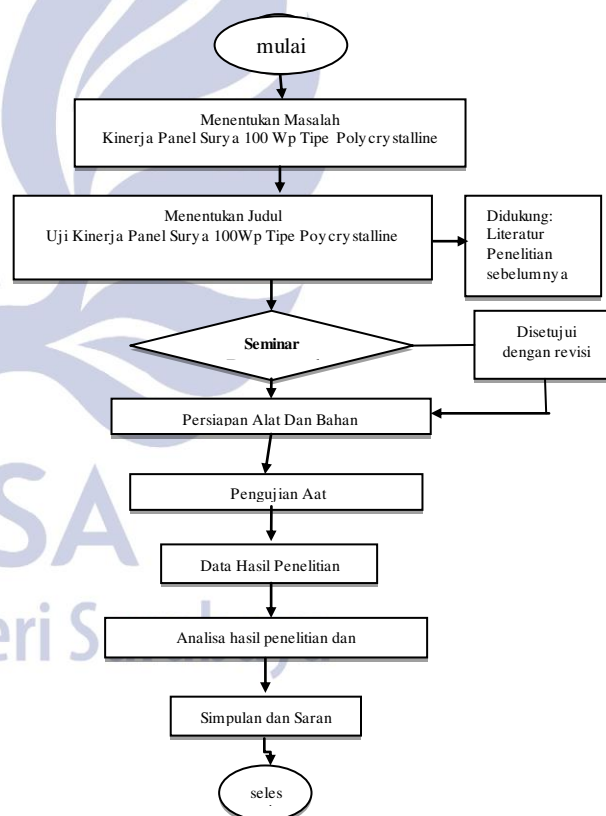 mulai
Menentukan Masalah
Kinerja Panel Surya 100 Wp Tipe Polycrystalline
Menentukan Judul
Uji Kinerja Panel Surya 100Wp Tipe Poycrystalline
Didukung:
Literatur
Penelitian
sebelumnya
Seminar
Disetujui
dengan revisi
Persiapan Alat Dan Bahan
Pengujian Aat
Data Hasil Penelitian
Analisa hasil penelitian dan
Simpulan dan Saran
seles
SA
eri